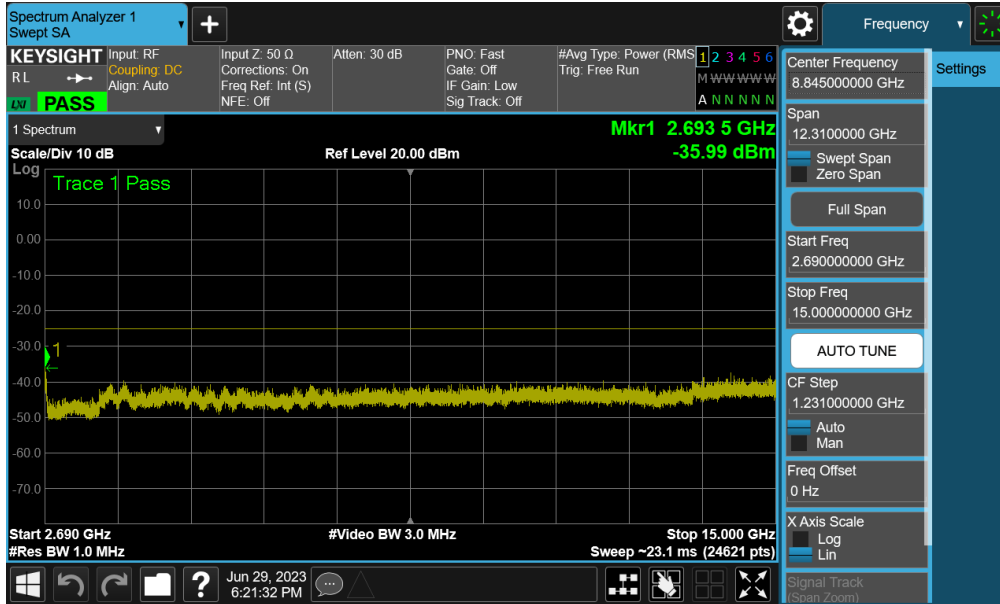 Spectrum Analyzer 1
Swept SA
Frequency
KEYSIGHT
RL
LXI
PASS
Input: RF
Coupling: DC
Align: Auto
Input Z: 50 Ω
Corrections: On
Freq Ref: Int (S)
NFE: Off
Atten: 30 dB
PNO: Fast
Gate: Off
IF Gain: Low
Sig Track: Off
#Avg Type: Power (RMS
Trig: Free Run
1 2 3 4 5 6
M W W W W W
A N N N N N
1 Spectrum
Mkr1 2.693 5 GHz
Scale/Div 10 dB
Ref Level 20.00 dBm
-35.99 dBm
Log
Trace 1 Pass
10.0
0.00
-10.0
-20.0
-30.0
1
-40.0
-50.0
-60.0
-70.0
Start 2.690 GHz
#Video BW 3.0 MHz
Stop 15.000 GHz
#Res BW 1.0 MHz
Sweep ~23.1 ms (24621 pts)
Jun 29, 2023
6:21:32 PM
Center Frequency
8.845000000 GHz
Settings
Span
12.3100000 GHz
Swept Span
Zero Span
Full Span
Start Freq
2.690000000 GHz
Stop Freq
15.000000000 GHz
AUTO TUNE
CF Step
1.231000000 GHz
Auto
Man
Freq Offset
0 Hz
X Axis Scale
Log
Lin
Signal Track
(Span Zoom)